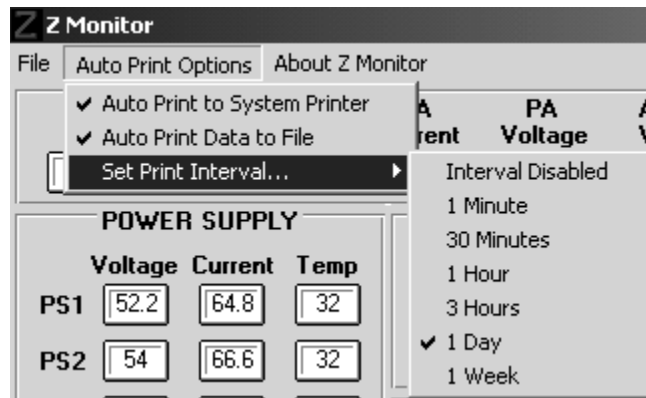 Z Z Monitor
File Auto Print Options About Z Monitor
Auto Print to System Printer
Auto Print Data to File
Set Print Interval...
PA
Voltage
Interval Disabled
1 Minute
30 Minutes
1 Hour
3 Hours
1 Day
1 Week
POWER SUPPLY
Voltage Current Temp
PS1 52.2 64.8 32
PS2 54 66.6 32